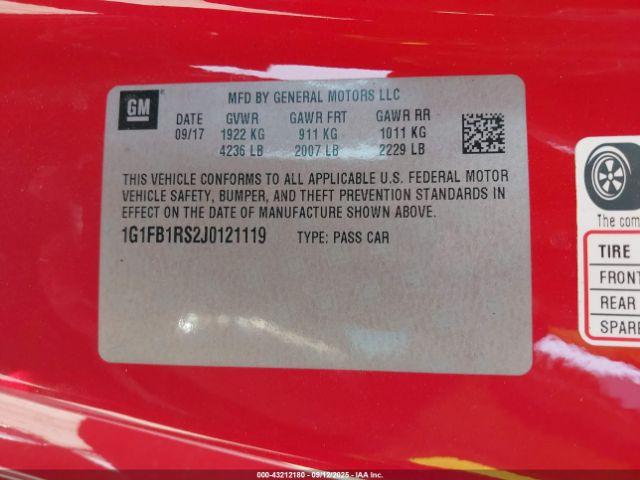 GM
MFD BY GENERAL MOTORS LLC
DATE GVWR GAWR FRT GAWR RR
09/17 1922 KG 911 KG 1011 KG
4236 LB 2007 LB 2229 LB
THIS VEHICLE CONFORMS TO ALL APPLICABLE U.S. FEDERAL MOTOR
VEHICLE SAFETY, BUMPER, AND THEFT PREVENTION STANDARDS IN
EFFECT ON THE DATE OF MANUFACTURE SHOWN ABOVE.
1G1FB1RS2J0121119 TYPE: PASS CAR
The com
TIRE
FRONT
REAR
SPARE
000-43212180 - 09/12/2025 - IAA Inc.